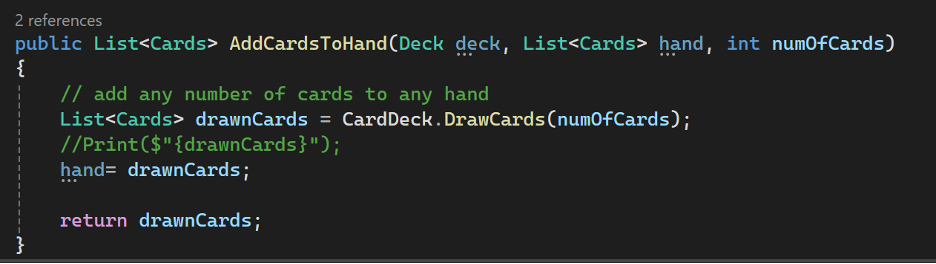 2 references
public List<Cards> AddCardsToHand(Deck deck, List<Cards> hand, int numOfCards)
{
    // add any number of cards to any hand
    List<Cards> drawnCards = CardDeck.DrawCards(numOfCards);
    //Print($"{drawnCards}");
    hand= drawnCards;

    return drawnCards;
}